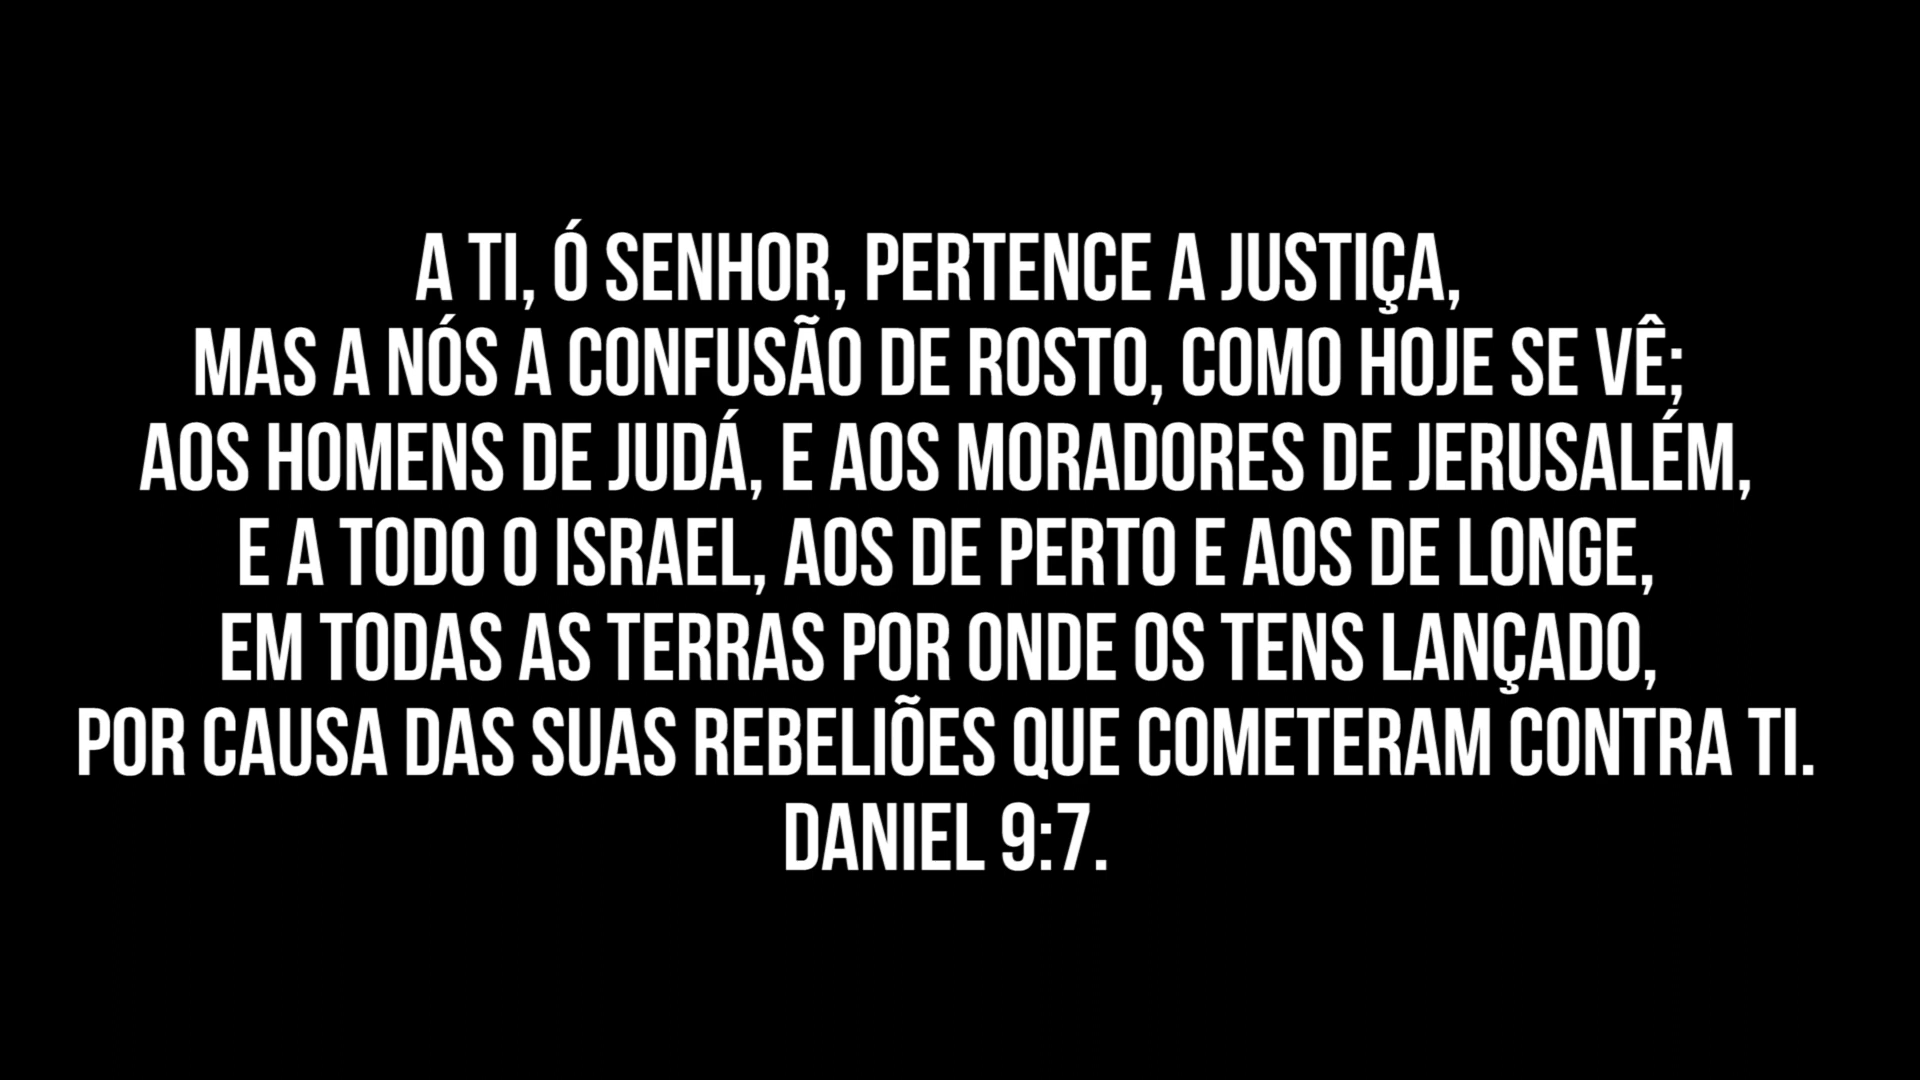 A TI, Ó SENHOR, PERTENCE A JUSTIÇA,
MAS A NÓS A CONFUSÃO DE ROSTO, COMO HOJE SE VÊ;
AOS HOMENS DE JUDÁ, E AOS MORADORES DE JERUSALÉM,
E A TODO O ISRAEL, AOS DE PERTO E AOS DE LONGE,
EM TODAS AS TERRAS POR ONDE OS TENS LANÇADO,
POR CAUSA DAS SUAS REBELIÕES QUE COMETERAM CONTRA TI.
DANIEL 9:7.